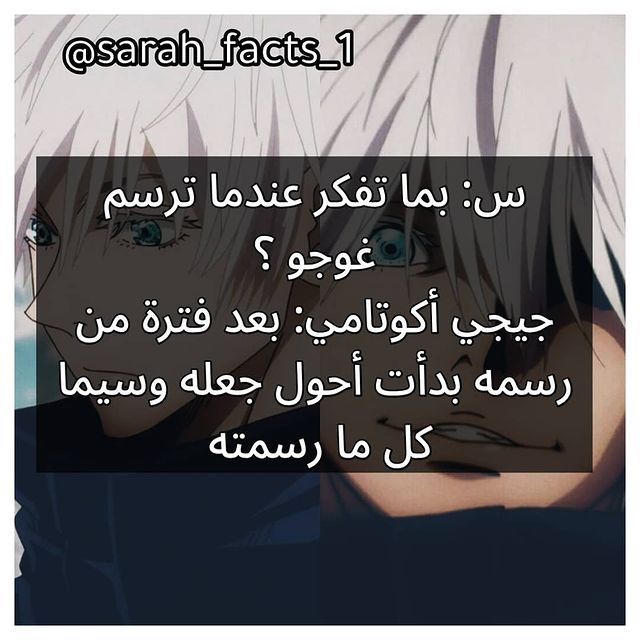 @sarah_facts_1
س: بما تفكر عندما ترسم
غوجو ؟
جيجي أكوتامي: بعد فترة من
رسمه بدأت أحول جعله وسيما
كل ما رسمته